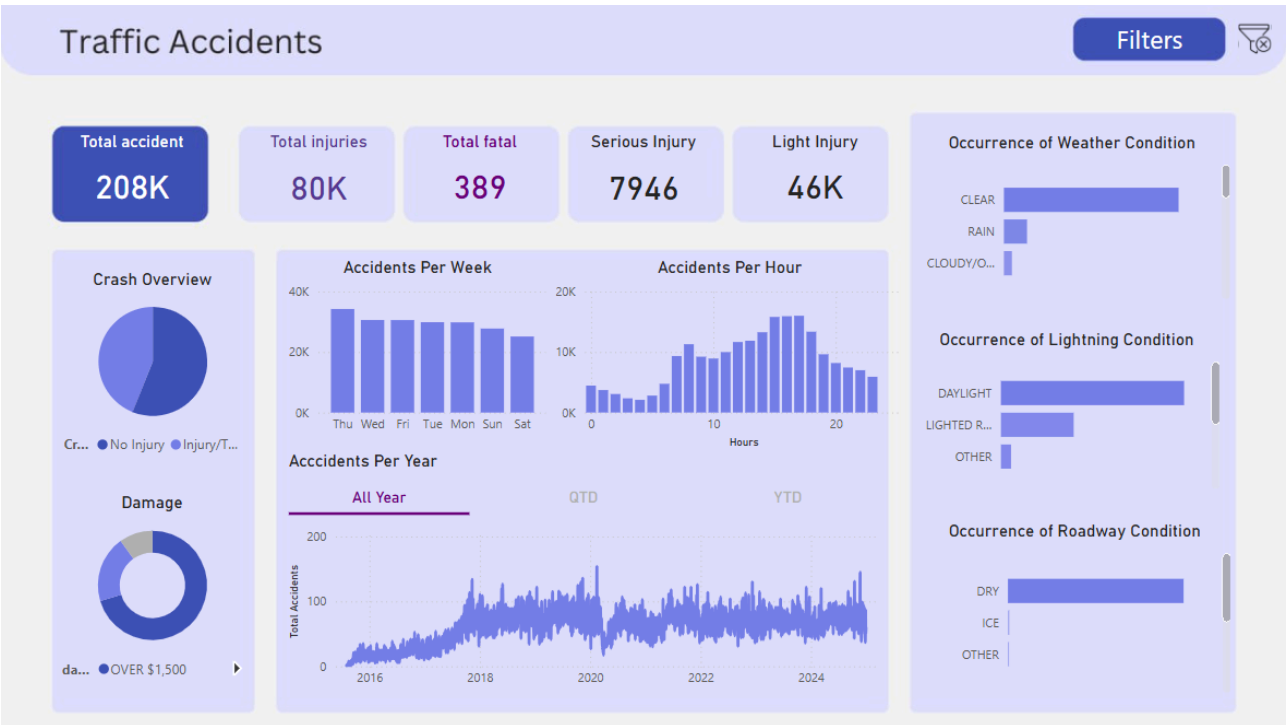 Traffic Accidents
Filters
Total accident
208K
Total injuries
80K
Total fatal
389
Serious Injury
7946
Light Injury
46K
Crash Overview
Cr... No Injury Injury/T...
Damage
da... OVER $1,500
Accidents Per Week
40K
20K
0K
Thu Wed Fri Tue Mon Sun Sat
Accidents Per Hour
20K
10K
0K
0 10 20
Hours
Acccidents Per Year
All Year QTD YTD
Total Accidents
200
100
0
2016 2018 2020 2022 2024
Occurrence of Weather Condition
CLEAR
RAIN
CLOUDY/O...
Occurrence of Lightning Condition
DAYLIGHT
LIGHTED R...
OTHER
Occurrence of Roadway Condition
DRY
ICE
OTHER